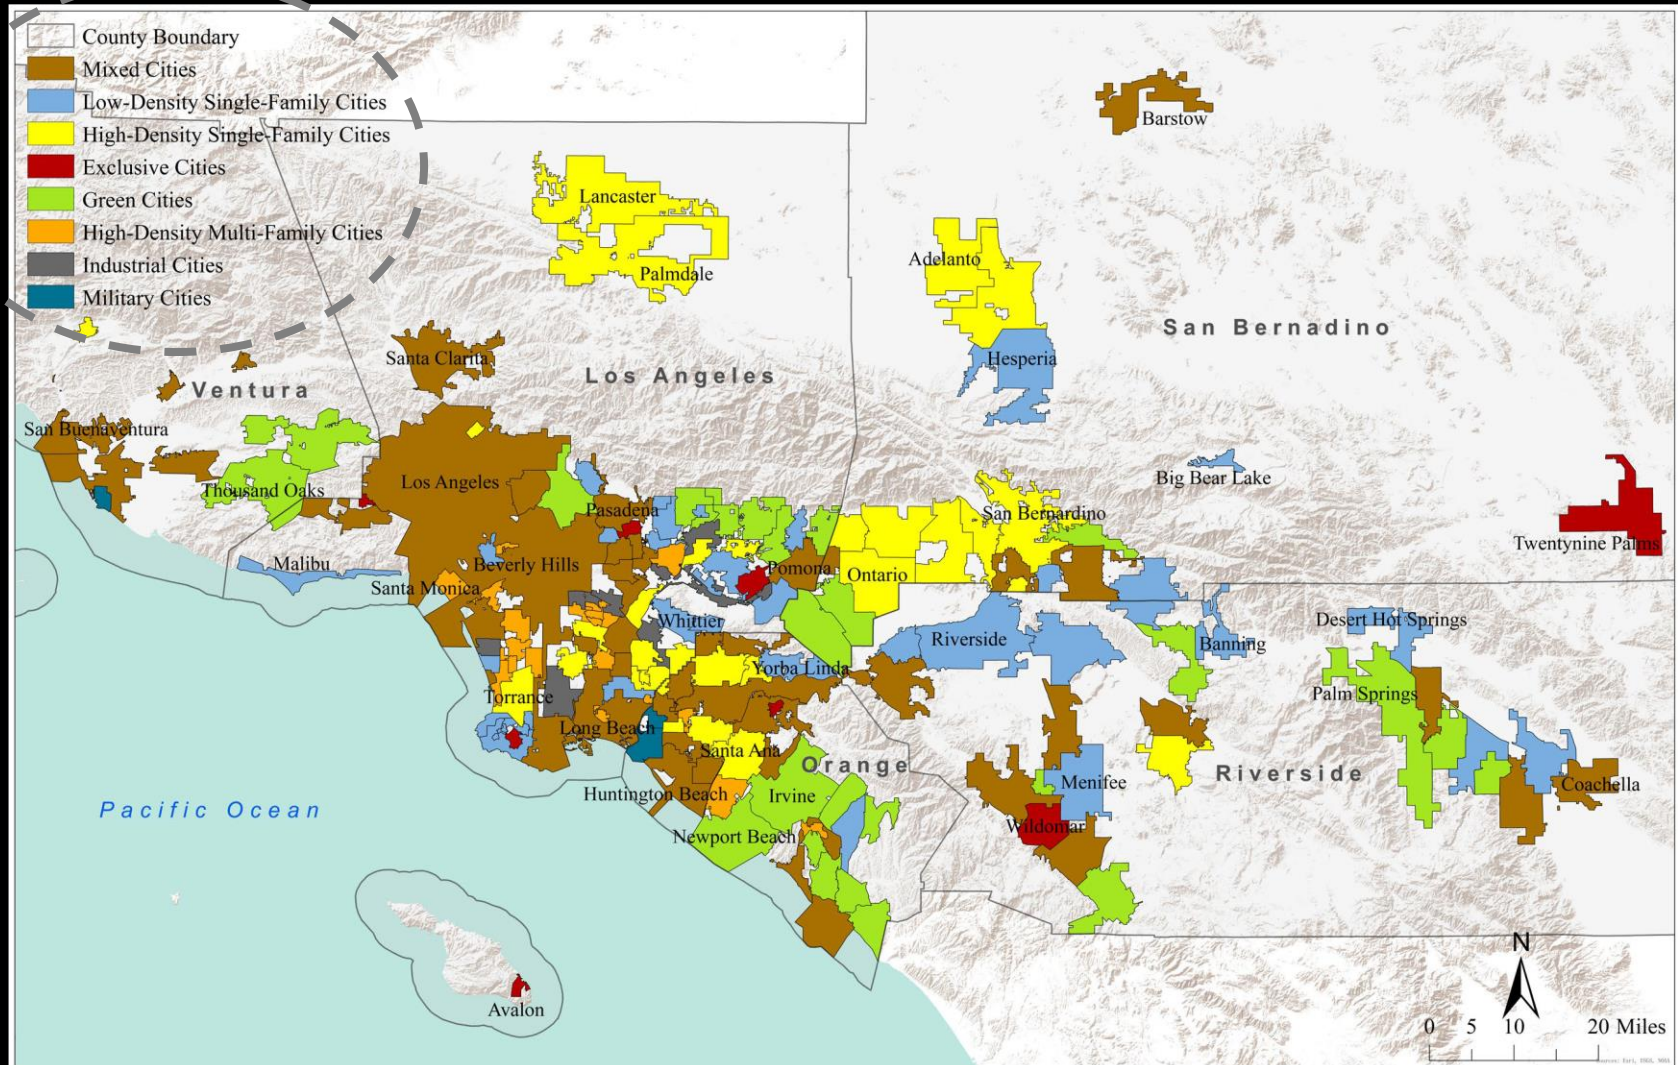 County Boundary
Mixed Cities
Low-Density Single-Family Cities
High-Density Single-Family Cities
Exclusive Cities
Green Cities
High-Density Multi-Family Cities
Industrial Cities
Military Cities
Barstow
Lancaster
Palmdale
Adelanto
San Bernadino
Hesperia
Santa Clarita
Los Angeles
Ventura
San Buenaventura
Thousand Oaks
Los Angeles
Big Bear Lake
Pasadena
San Bernardino
Twentynine Palms
Malibu
Beverly Hills
Pomona
Ontario
Santa Monica
Whittier
Riverside
Banning
Desert Hot Springs
Yorba Linda
Palm Springs
Torrance
Long Beach
Santa Ana
Orange
Menifee
Riverside
Coachella
Huntington Beach
Irvine
Pacific Ocean
Newport Beach
Wildomar
Avalon
N
0 5 10 20 Miles
Sources: Esri, USGS, NOAA